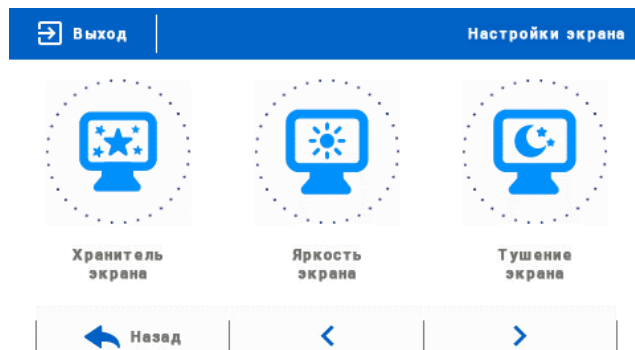 Выход
Настройки экрана
Хранитель
экрана
Яркость
экрана
Тушение
экрана
Назад